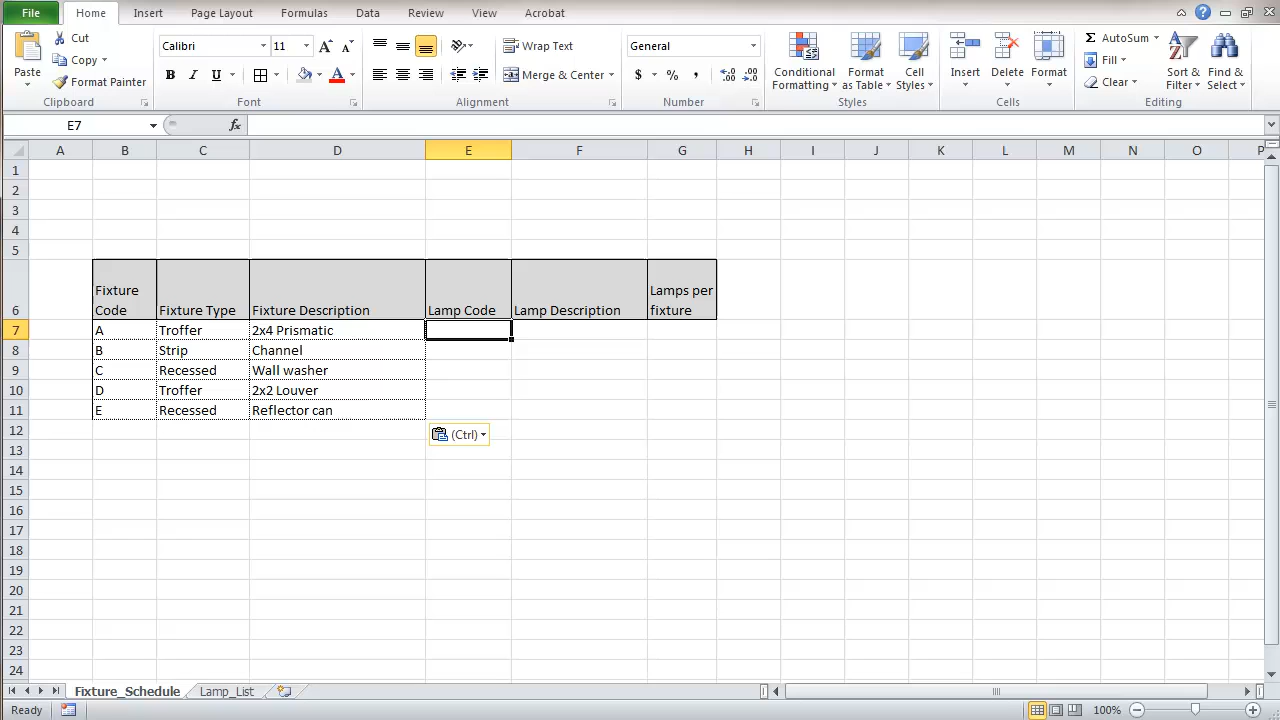 File Home Insert Page Layout Formulas Data Review View Acrobat
Paste
Cut
Copy
Format Painter
Clipboard
Calibri 11 A A
B I U A
Font
Wrap Text
Merge & Center
Alignment
General
$ % , .0 .00 .00 .0
Number
Conditional Formatting
Format as Table
Cell Styles
Styles
Insert Delete Format
Cells
Σ AutoSum
Fill
Clear
Sort & Filter
Find & Select
Editing
E7 fx
A B C D E F G H I J K L M N O P
1
2
3
4
5
6 Fixture Code Fixture Type Fixture Description Lamp Code Lamp Description Lamps per fixture
7 A Troffer 2x4 Prismatic
8 B Strip Channel
9 C Recessed Wall washer
10 D Troffer 2x2 Louver
11 E Recessed Reflector can
12 (Ctrl)
13
14
15
16
17
18
19
20
21
22
23
24
Fixture_Schedule Lamp_List
Ready 100%